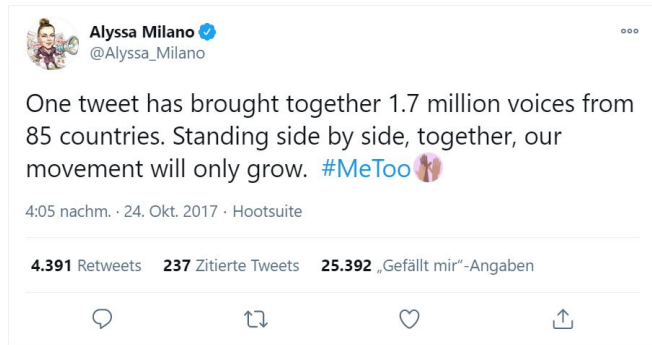 Alyssa Milano
@Alyssa_Milano
One tweet has brought together 1.7 million voices from
85 countries. Standing side by side, together, our
movement will only grow. #MeToo
4:05 nachm. · 24. Okt. 2017 · Hootsuite
4.391 Retweets 237 Zitierte Tweets 25.392 „Gefällt mir“-Angaben